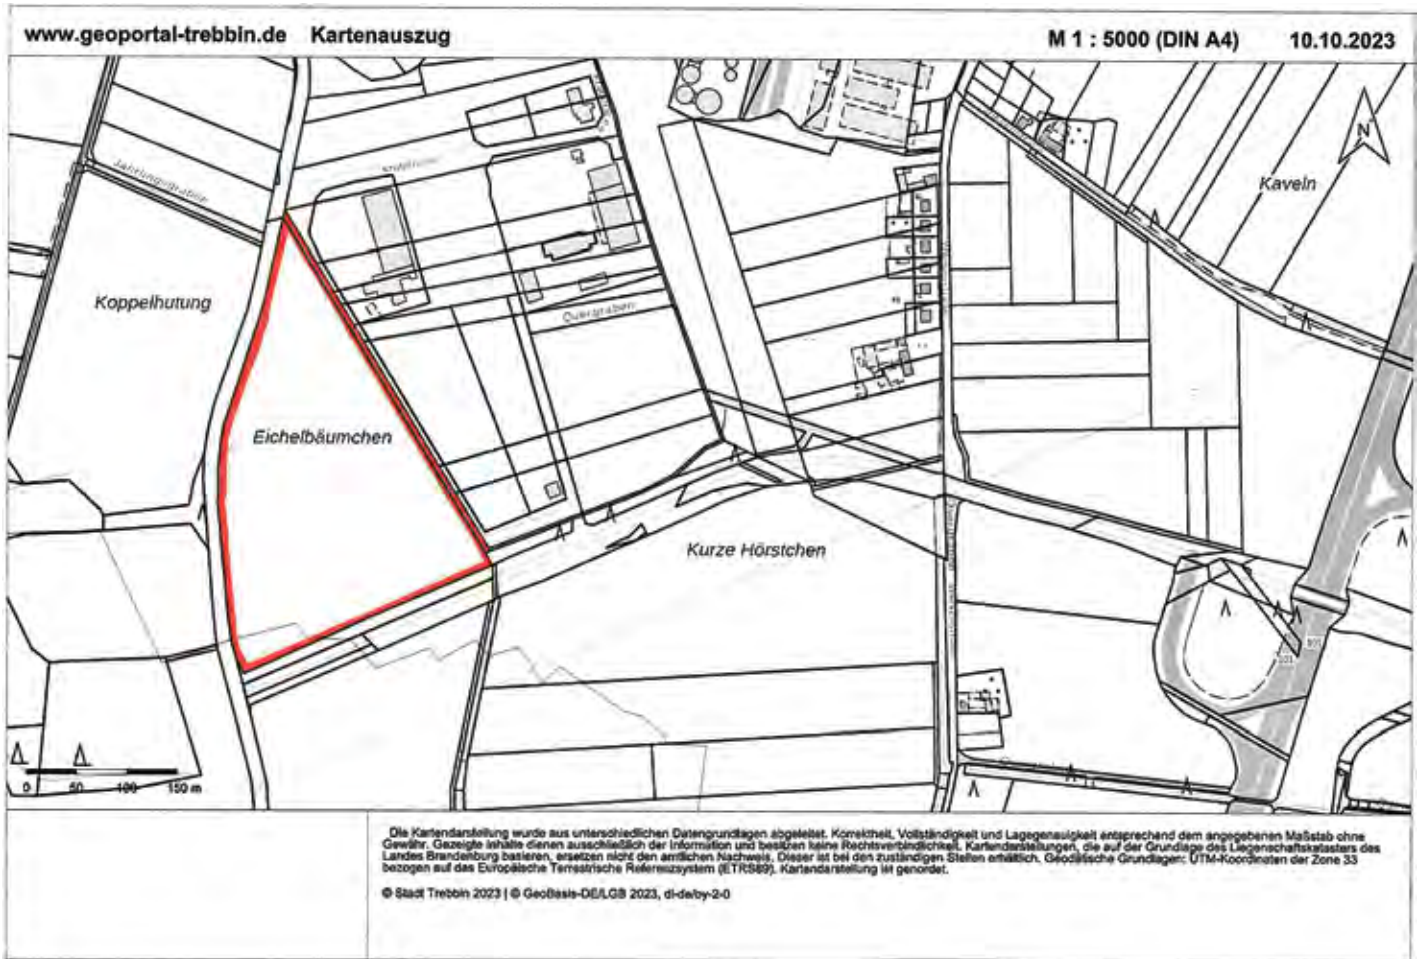 www.geoportal-trebbin.de Kartenauszug
M 1 : 5000 (DIN A4) 10.10.2023
N
Kaveln
Koppelhutung
Quergraben
Eichelbäumchen
Kurze Hörstchen
101
101
0 50 100 150 m
Die Kartendarstellung wurde aus unterschiedlichen Datengrundlagen abgeleitet. Korrektheit, Vollständigkeit und Lagegenauigkeit entsprechend dem angegebenen Maßstab ohne
Gewähr. Gezeigte Inhalte dienen ausschließlich der Information und besitzen keine Rechtsverbindlichkeit. Kartendarstellungen, die auf der Grundlage des Liegenschaftskatasters des
Landes Brandenburg basieren, ersetzen nicht den amtlichen Nachweis. Dieser ist bei den zuständigen Stellen erhältlich. Geodätische Grundlagen: UTM-Koordinaten der Zone 33
bezogen auf das Europäische Terrestrische Referenzsystem (ETRS89). Kartendarstellung ist genordet.
© Stadt Trebbin 2023 | © GeoBasis-DE/LGB 2023, dl-de/by-2-0